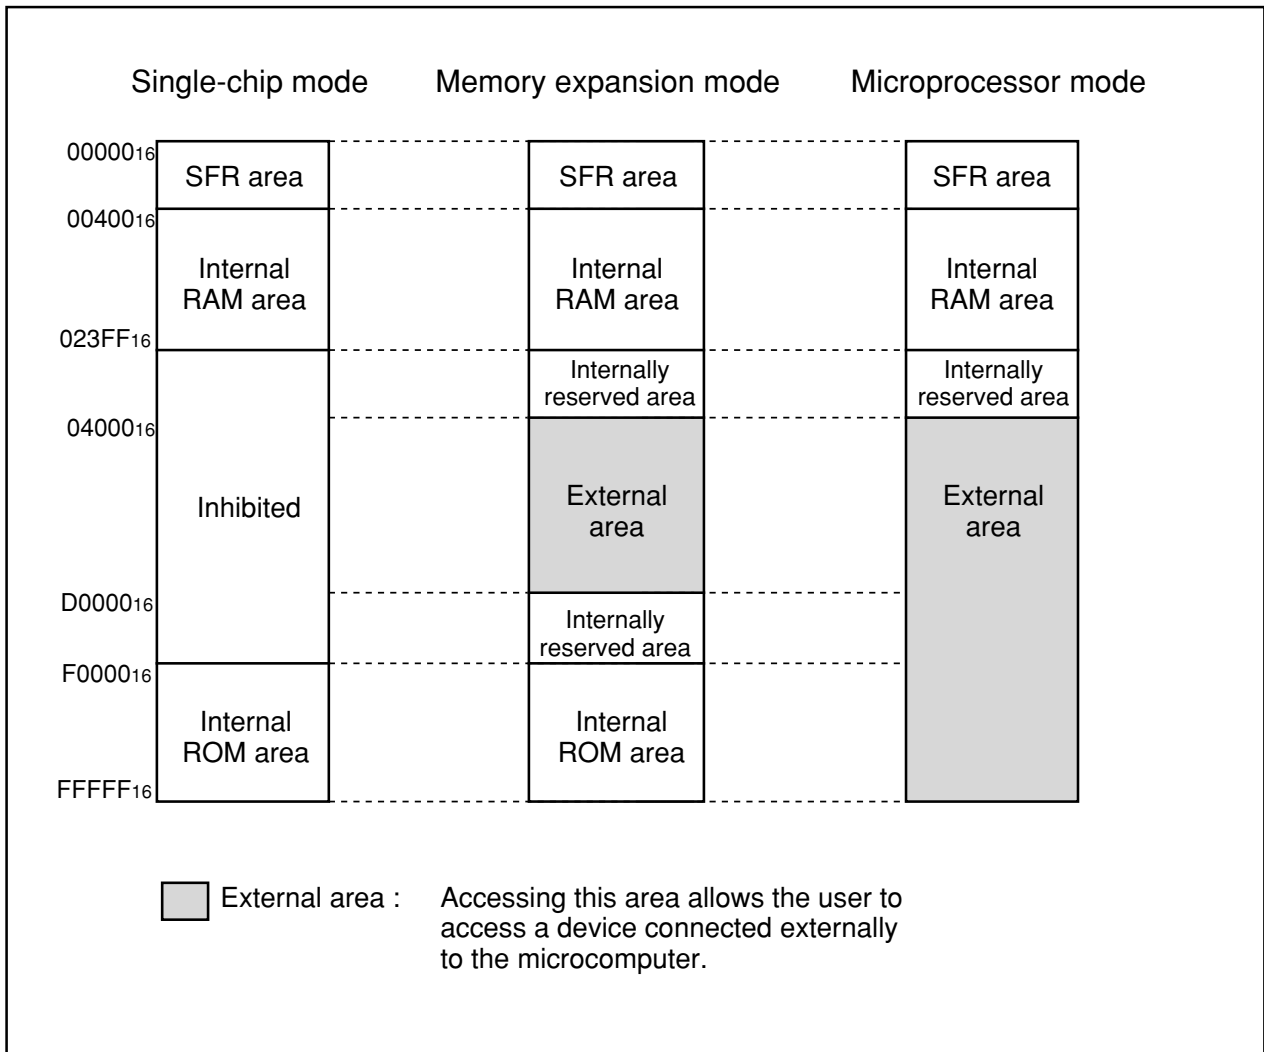 Single-chip mode
Memory expansion mode
Microprocessor mode
0000016
SFR area
SFR area
SFR area
0040016
Internal
RAM area
Internal
RAM area
Internal
RAM area
023FF16
Internally
reserved area
Internally
reserved area
0400016
Inhibited
External
area
External
area
D000016
Internally
reserved area
F000016
Internal
ROM area
Internal
ROM area
FFFFF16
External area :
Accessing this area allows the user to
access a device connected externally
to the microcomputer.